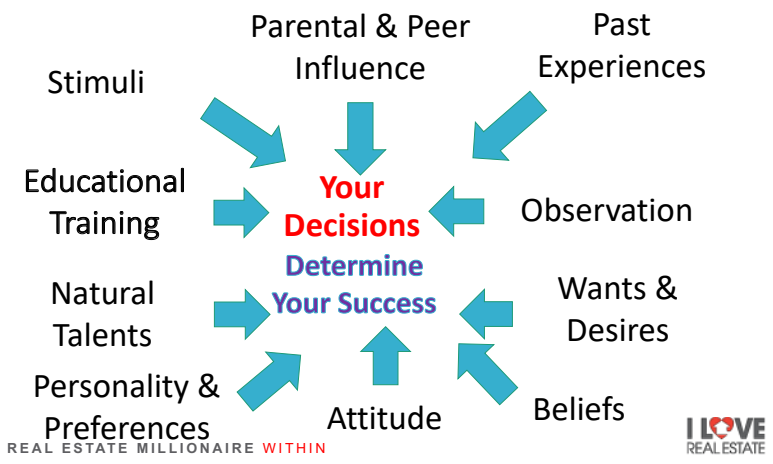 Parental & Peer
Influence
Past
Experiences
Stimuli
Educational
Training
Your
Decisions
Determine
Your Success
Observation
Natural
Talents
Wants &
Desires
Personality &
Preferences
Attitude
Beliefs
REAL ESTATE MILLIONAIRE WITHIN
I LOVE
REAL ESTATE